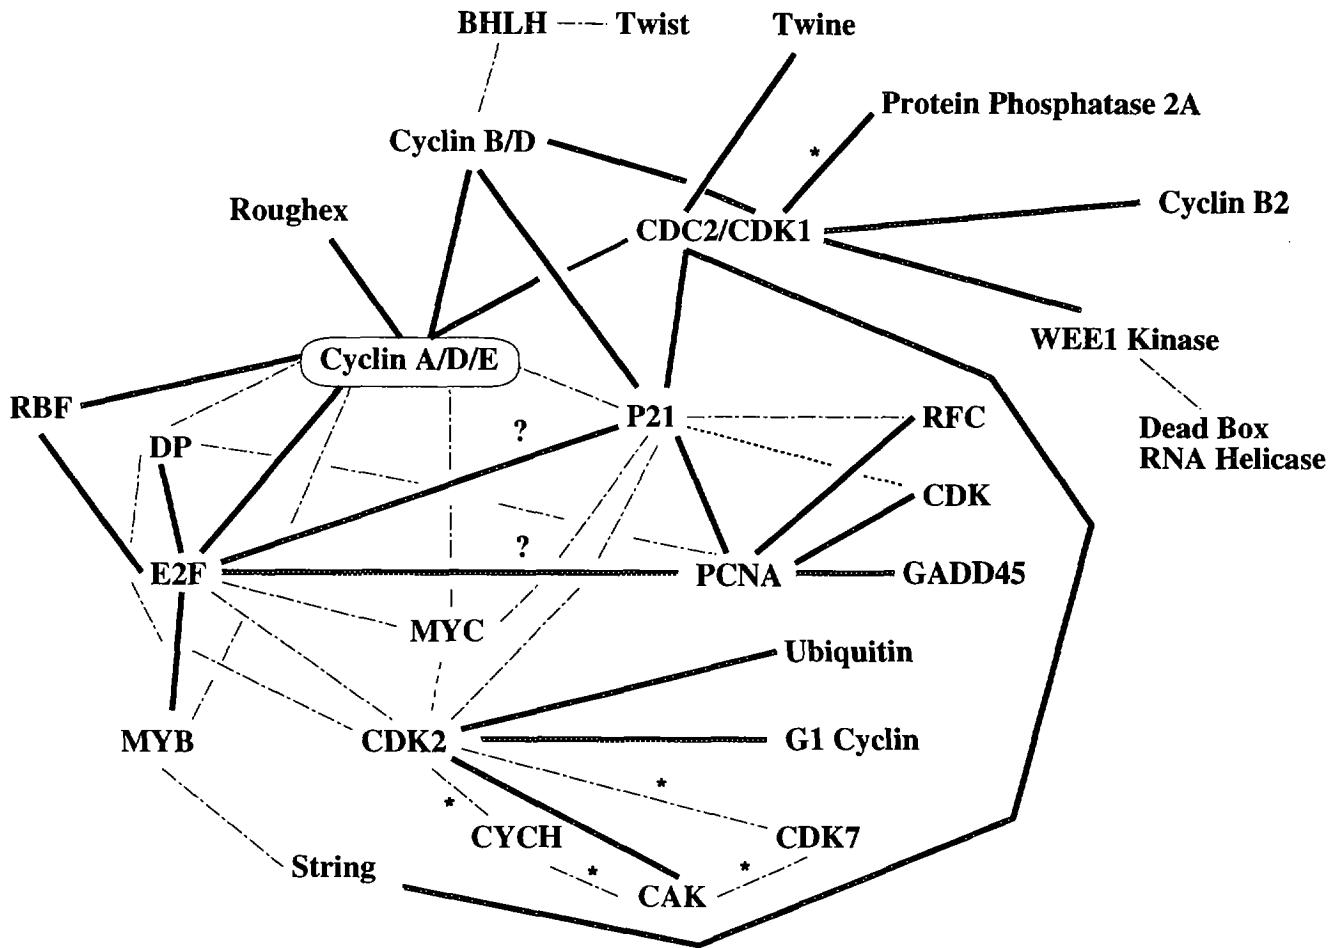 BHLH Twist Twine
Protein Phosphatase 2A
Cyclin B/D
*
Roughex
Cyclin B2
CDC2/CDK1
WEE1 Kinase
Cyclin A/D/E
RBF
P21
RFC
?
Dead Box
RNA Helicase
DP
CDK
?
E2F
PCNA
GADD45
MYC
Ubiquitin
MYB
CDK2
G1 Cyclin
*
*
CYCH
CDK7
String
*
*
CAK